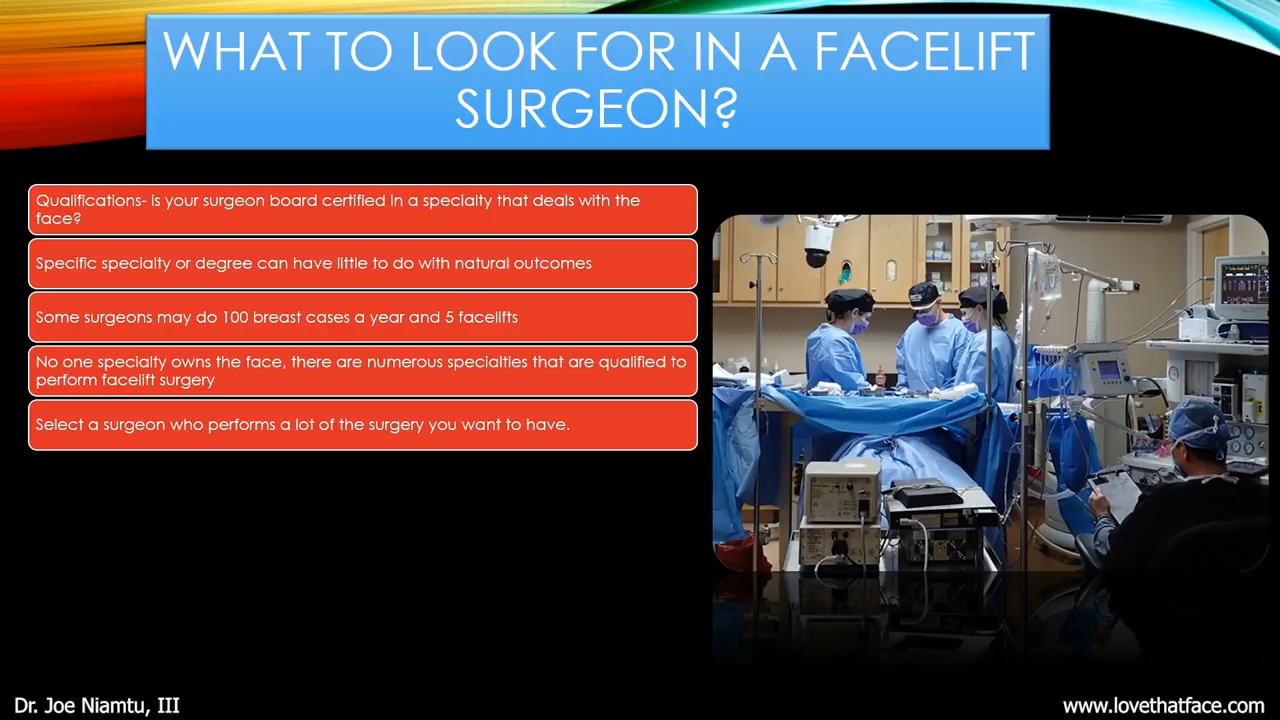 WHAT TO LOOK FOR IN A FACELIFT
SURGEON?
Qualifications- is your surgeon board certified in a specialty that deals with the
face?
Specific specialty or degree can have little to do with natural outcomes
Some surgeons may do 100 breast cases a year and 5 facelifts
No one specialty owns the face, there are numerous specialties that are qualified to
perform facelift surgery
Select a surgeon who performs a lot of the surgery you want to have.
Dr. Joe Niamtu, III
www.lovethatface.com